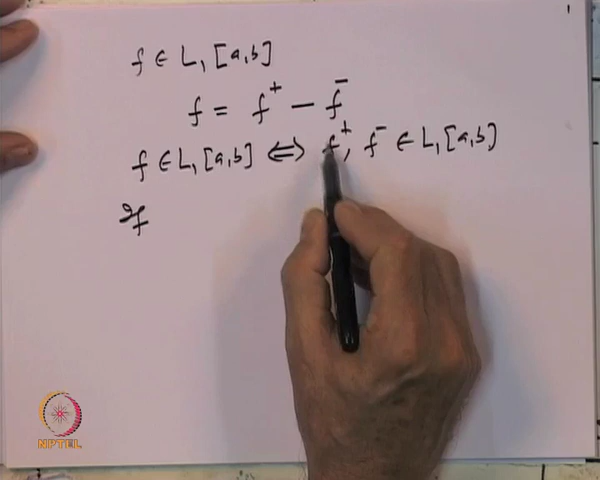 f ∈ L₁[a,b]
f = f⁺ − f⁻
f ∈ L₁[a,b] ⇔ f⁺, f⁻ ∈ L₁[a,b]
If
NPTEL